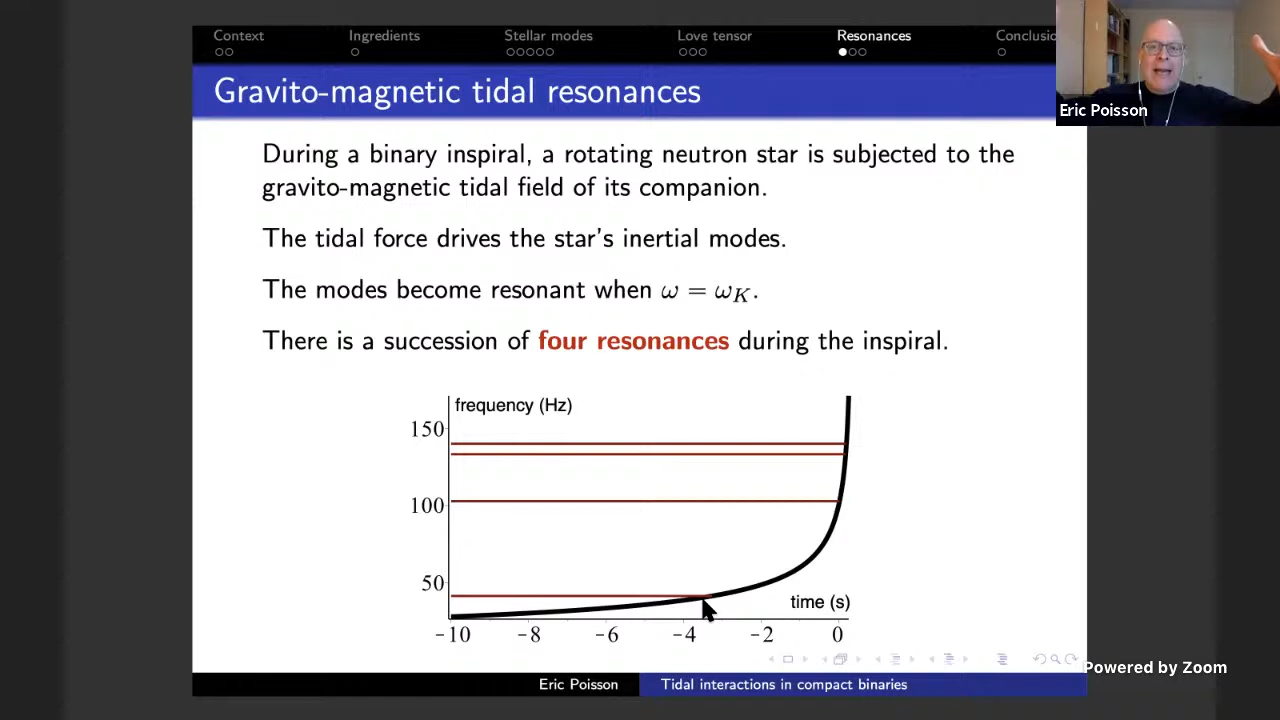 Context Ingredients Stellar modes Love tensor Resonances Conclusio
Gravito-magnetic tidal resonances
Eric Poisson
During a binary inspiral, a rotating neutron star is subjected to the
gravito-magnetic tidal field of its companion.
The tidal force drives the star's inertial modes.
The modes become resonant when ω = ω_K.
There is a succession of four resonances during the inspiral.
frequency (Hz)
150
100
50
time (s)
−10 −8 −6 −4 −2 0
Powered by Zoom
Eric Poisson Tidal interactions in compact binaries